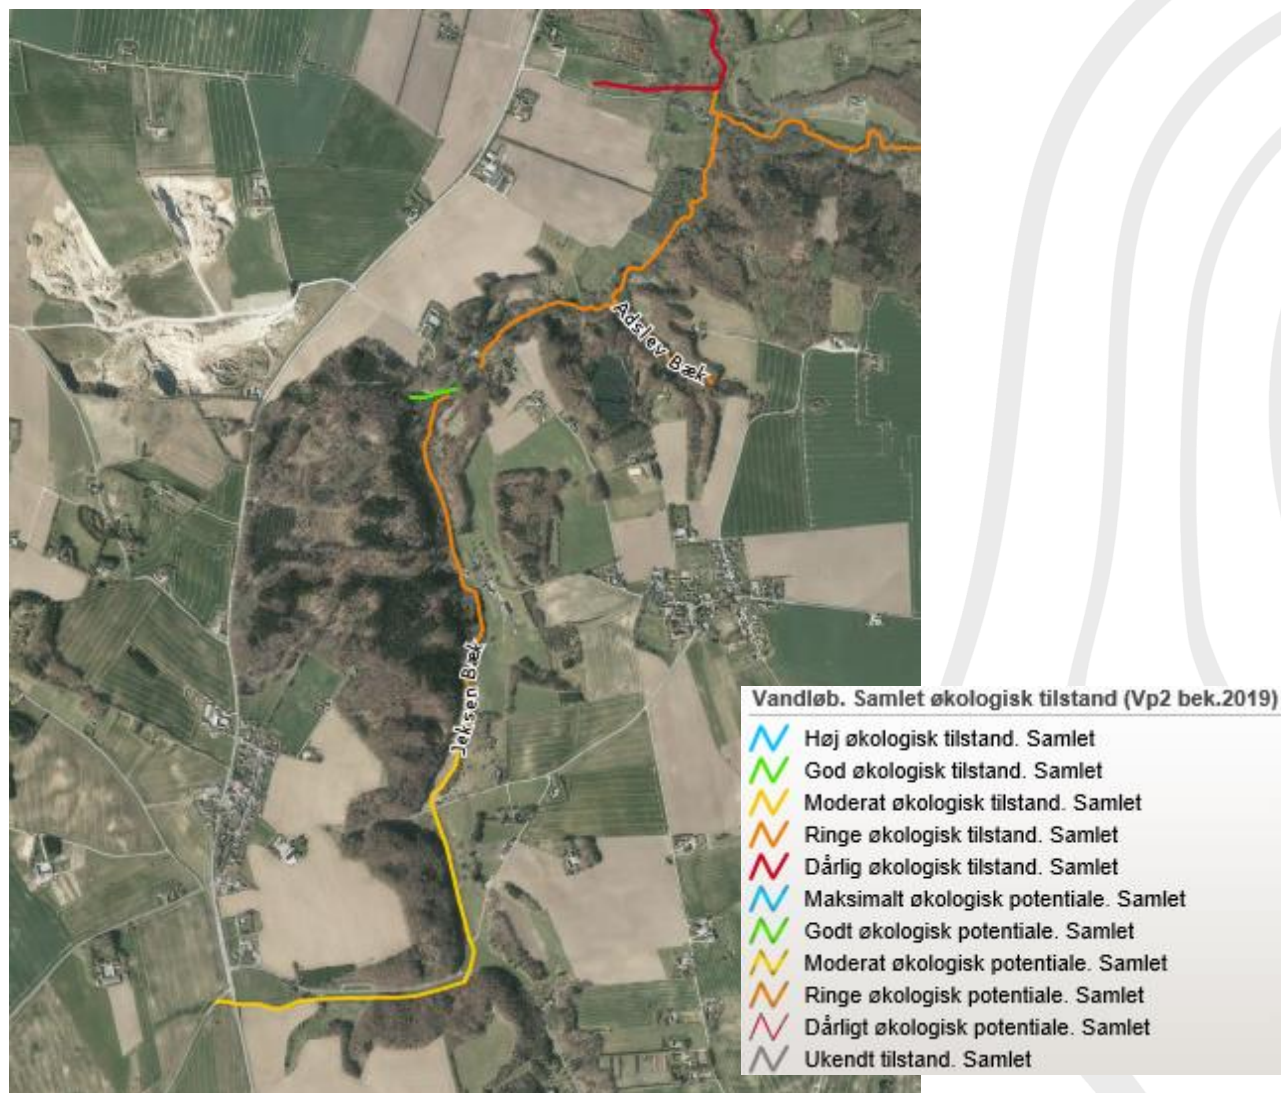 Adslev Bæk
Jeksen Bæk
Vandløb. Samlet økologisk tilstand (Vp2 bek.2019)
Høj økologisk tilstand. Samlet
God økologisk tilstand. Samlet
Moderat økologisk tilstand. Samlet
Ringe økologisk tilstand. Samlet
Dårlig økologisk tilstand. Samlet
Maksimalt økologisk potentiale. Samlet
Godt økologisk potentiale. Samlet
Moderat økologisk potentiale. Samlet
Ringe økologisk potentiale. Samlet
Dårligt økologisk potentiale. Samlet
Ukendt tilstand. Samlet